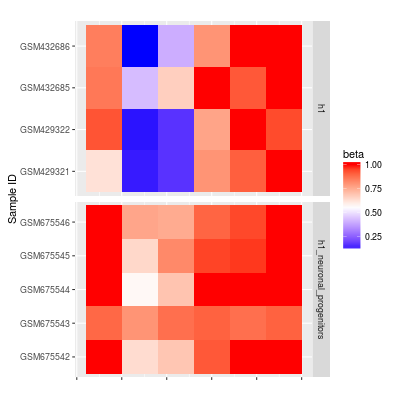 GSM432686
GSM432685
GSM429322
GSM429321
h1
GSM675546
GSM675545
GSM675544
GSM675543
GSM675542
h1_neuronal_progenitors
Sample ID
beta
1.00
0.75
0.50
0.25